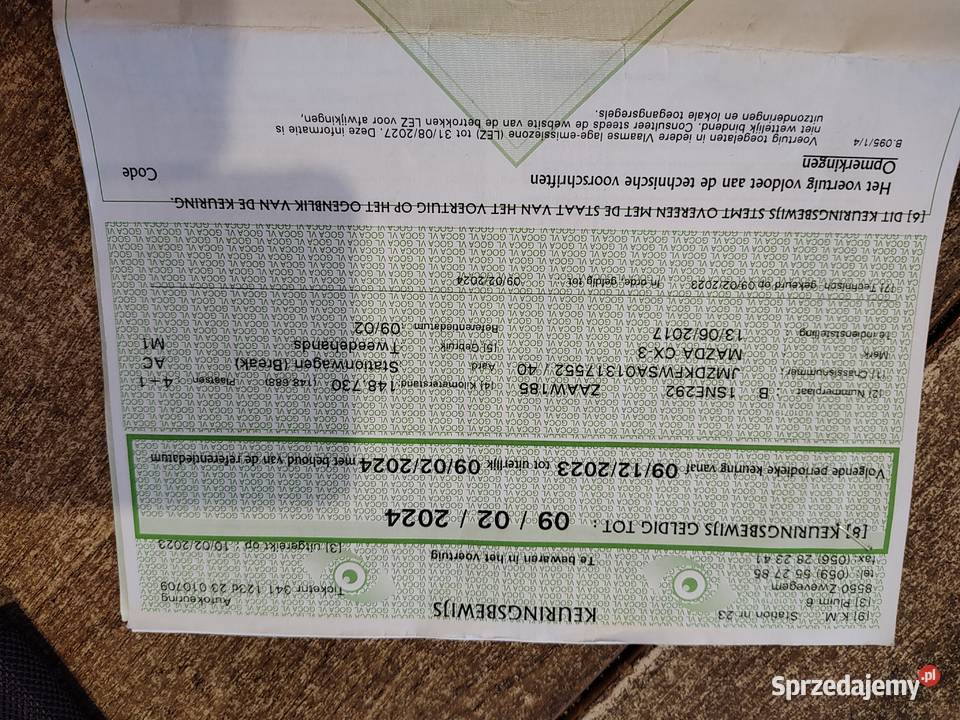 KEURINGSBEWIJS
Te bewaren in het voertuig
[9] K M Station nr 23
[3] Pluim 6
8550 Zwevegem
tel: (059) 55 27 85
fax: (056) 28 23 41
Autokeuring
Ticketnr 341 123d 23 010709
[3] uitgereikt op : 10/02/2023
[8] KEURINGSBEWIJS GELDIG TOT : 09 / 02 / 2024
Volgende periodieke keuring vanaf 09/12/2023 tot uiterlijk 09/02/2024 met behoud van de referentiedatum
[2] Nummerplaat : B 1SNE292 ZAAW185 [4] Kilometerstand 148.730 (148 688) Plaatsen 4 - 1
[1] Chassisnummer: JMZDKFWSA01317552 / 40 Aard Stationwagen (Break) AC
Merk MAZDA CX-3 [5] Gebruik Tweedehands M1
1e indienststelling: 13/06/2017 Referentiedatum 09/02
[7] Technisch gekeurd op 09/02/2023 In orde, geldig tot 09/02/2024
[6] DIT KEURINGSBEWIJS STEMT OVEREEN MET DE STAAT VAN HET VOERTUIG OP HET OGENBLIK VAN DE KEURING.
Het voertuig voldoet aan de technische voorschriften
Opmerkingen Code
B.095/1/4 Voertuig toegelaten in iedere Vlaamse lage-emissiezone (LEZ) tot 31/08/2027. Deze informatie is
niet wettelijk bindend. Consulteer steeds de website van de betrokken LEZ voor afwijkingen,
uitzonderingen en lokale toegangsregels.
Sprzedajemy.pl